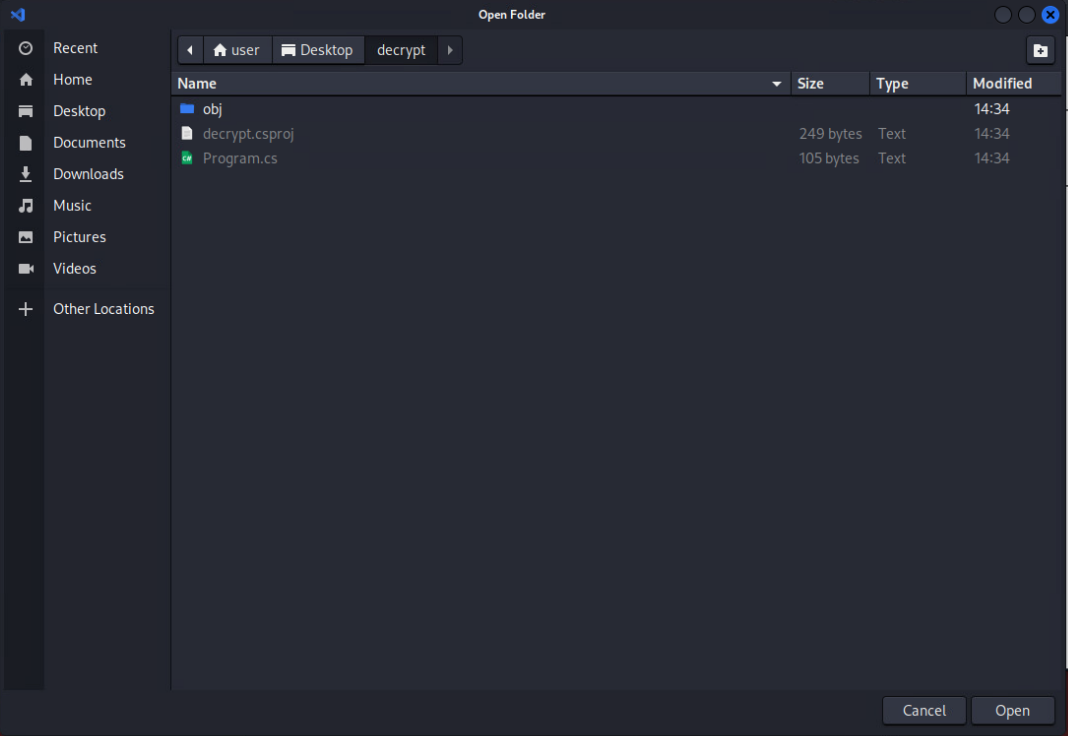 Open Folder
Recent
Home
Desktop
Documents
Downloads
Music
Pictures
Videos
Other Locations
user Desktop decrypt
Name Size Type Modified
obj 14:34
decrypt.csproj 249 bytes Text 14:34
Program.cs 105 bytes Text 14:34
Cancel Open